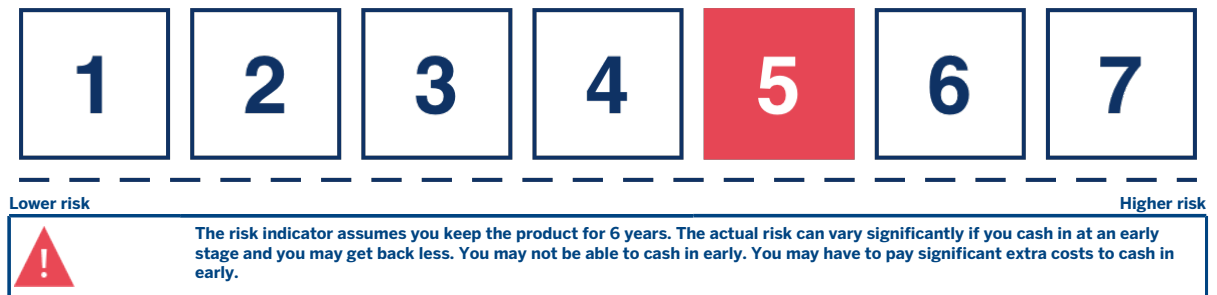 1 2 3 4 5 6 7
Lower risk Higher risk
! The risk indicator assumes you keep the product for 6 years. The actual risk can vary significantly if you cash in at an early
stage and you may get back less. You may not be able to cash in early. You may have to pay significant extra costs to cash in
early.